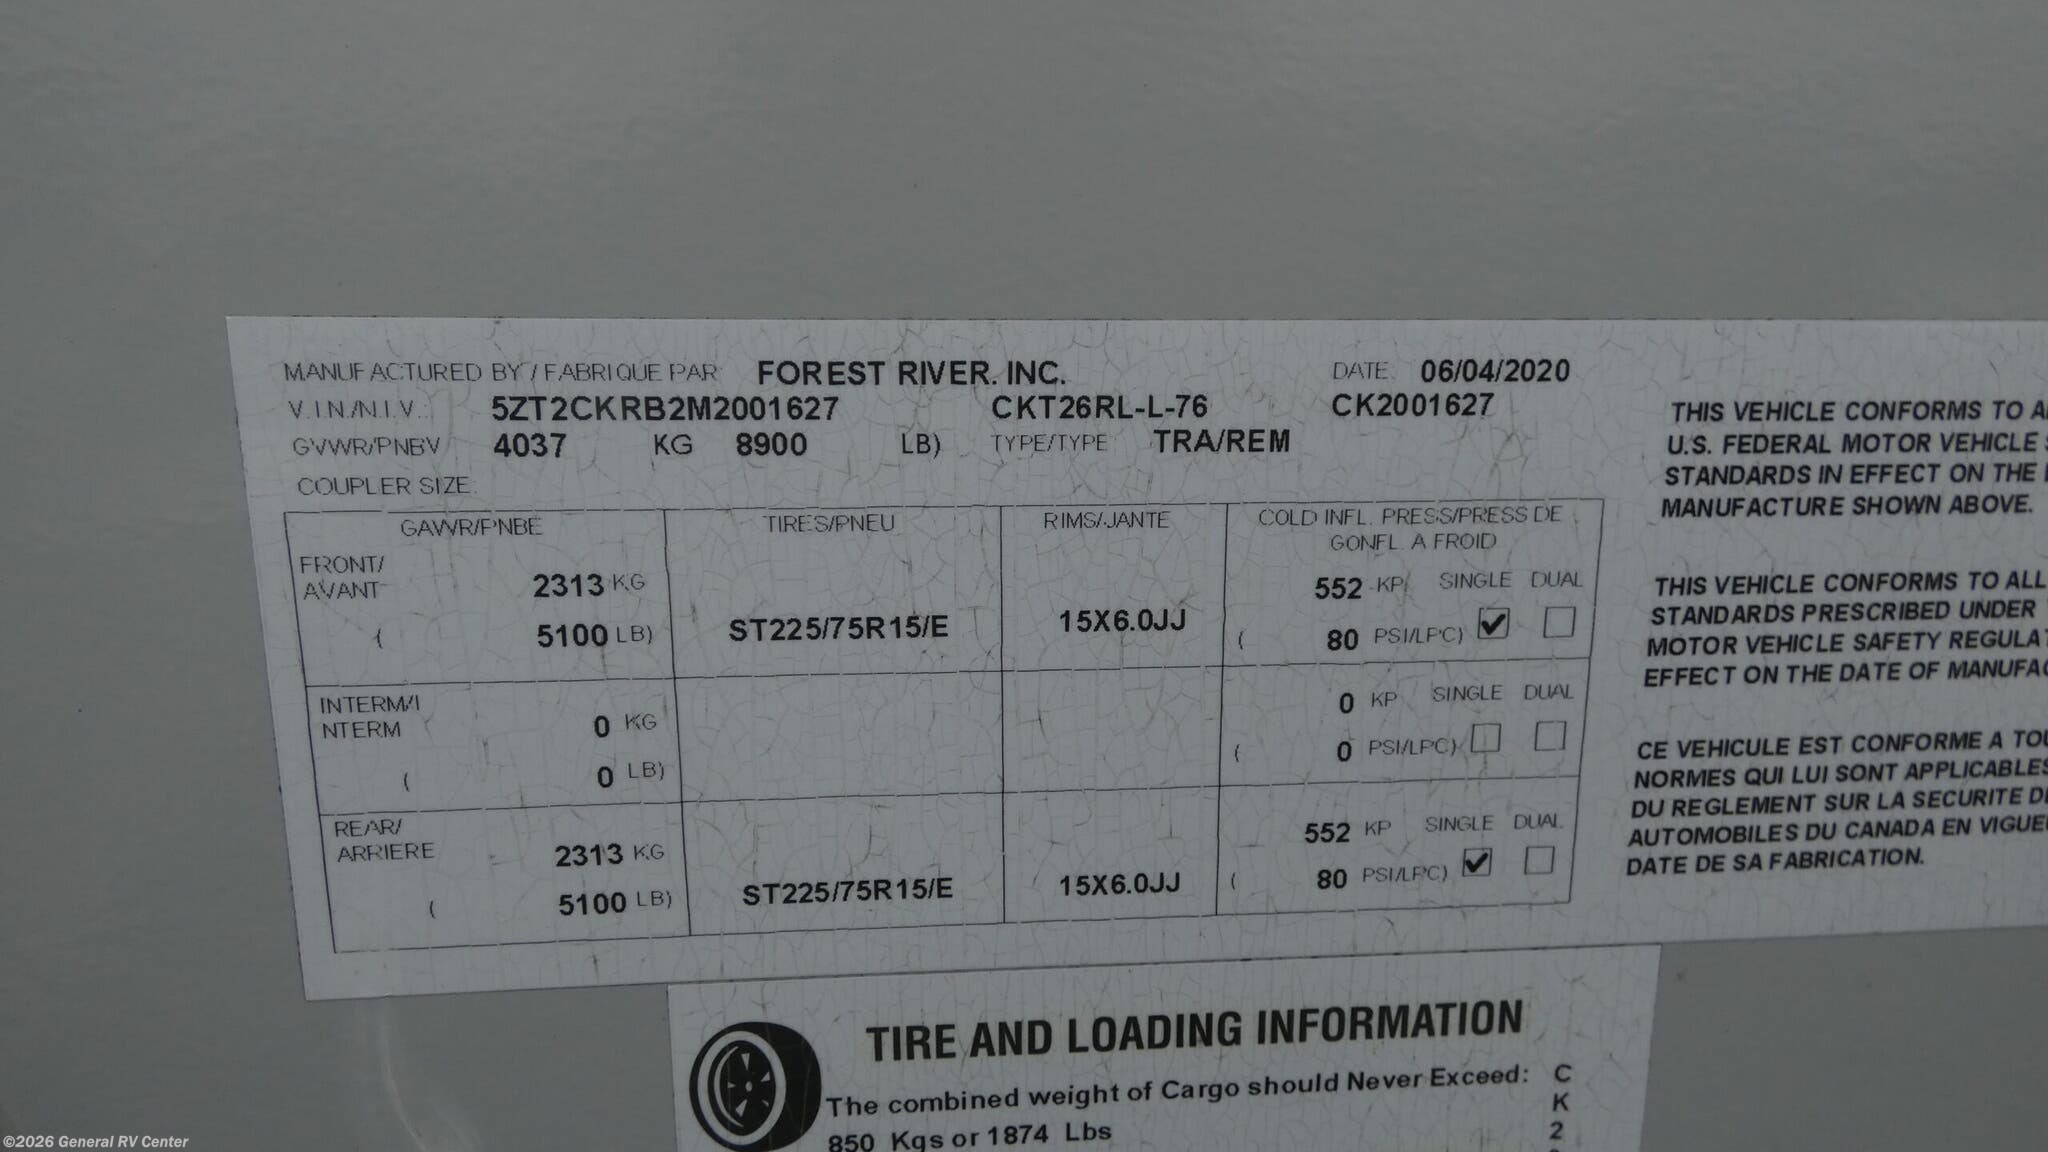 MANUFACTURED BY / FABRIQUE PAR FOREST RIVER. INC. DATE 06/04/2020
V.I.N./N.I.V.: 5ZT2CKRB2M2001627 CKT26RL-L-76 CK2001627
GVWR/PNBV 4037 KG 8900 LB) TYPE/TYPE TRA/REM
COUPLER SIZE:
GAWR/PNBE TIRES/PNEU RIMS/JANTE COLD INFL. PRESS/PRESS DE
GONFL. A FROID
FRONT/
AVANT 2313 KG ST225/75R15/E 15X6.0JJ 552 KP/ SINGLE DUAL
( 5100 LB) ( 80 PSI/LPC)
INTERM/I
NTERM 0 KG 0 KP SINGLE DUAL
( 0 LB) ( 0 PSI/LPC)
REAR/
ARRIERE 2313 KG ST225/75R15/E 15X6.0JJ 552 KP SINGLE DUAL
( 5100 LB) ( 80 PSI/LPC)
THIS VEHICLE CONFORMS TO
U.S. FEDERAL MOTOR VEHICLE
STANDARDS IN EFFECT ON THE
MANUFACTURE SHOWN ABOVE.
THIS VEHICLE CONFORMS TO ALL
STANDARDS PRESCRIBED UNDER
MOTOR VEHICLE SAFETY REGULAT
EFFECT ON THE DATE OF MANUFA
CE VEHICULE EST CONFORME A TOU
NORMES QUI LUI SONT APPLICABLES
DU REGLEMENT SUR LA SECURITE
AUTOMOBILES DU CANADA EN VIGUE
DATE DE SA FABRICATION.
TIRE AND LOADING INFORMATION
The combined weight of Cargo should Never Exceed:
850 Kgs or 1874 Lbs
C
K
2
©2026 General RV Center